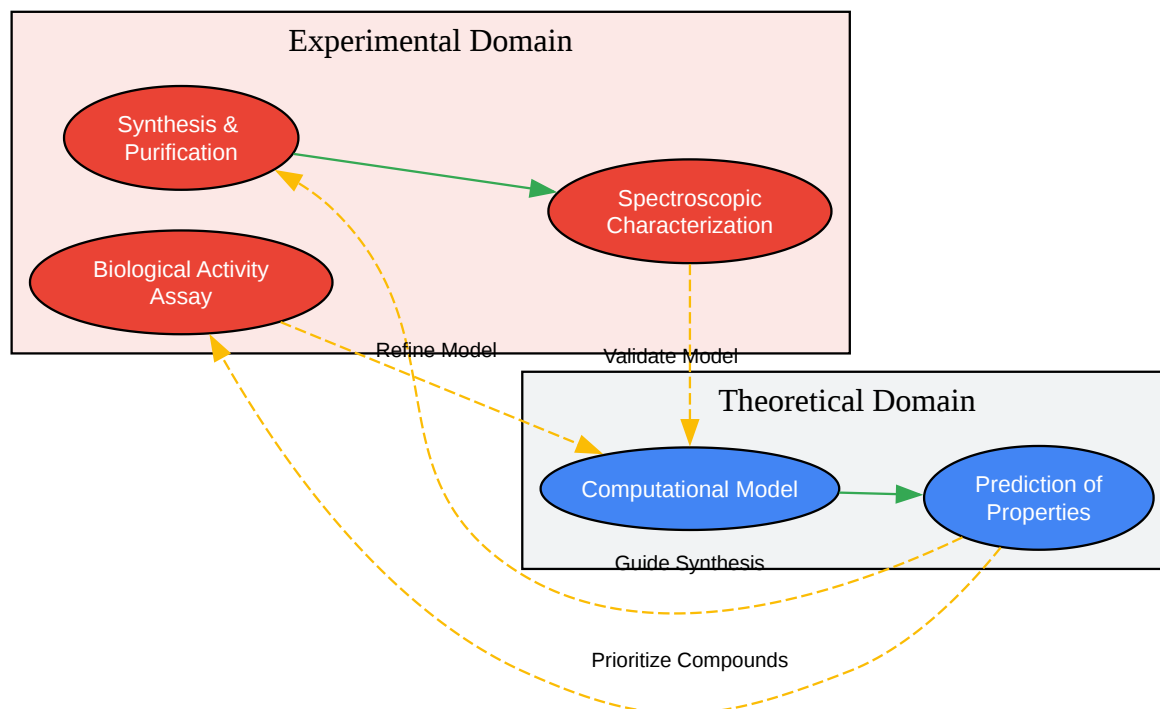 Experimental Domain
Synthesis &
Purification
Spectroscopic
Characterization
Biological Activity
Assay
Refine Model
Validate Model
Theoretical Domain
Computational Model
Prediction of
Properties
Guide Synthesis
Prioritize Compounds